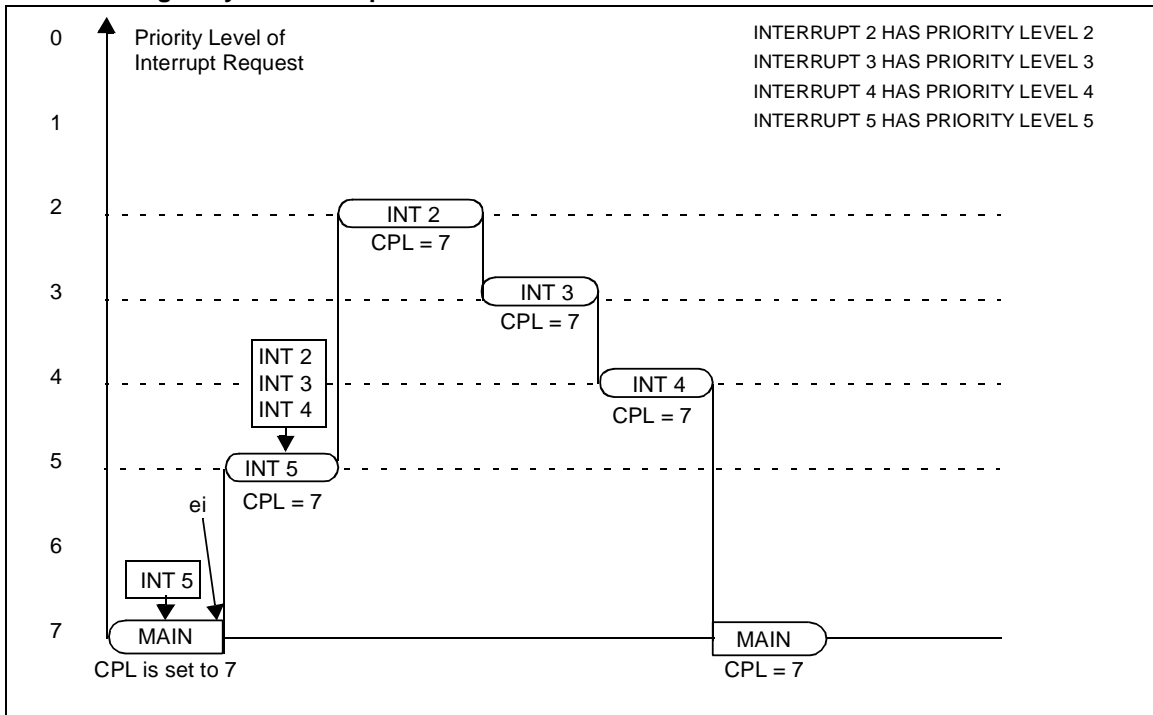 0
Priority Level of
Interrupt Request
INTERRUPT 2 HAS PRIORITY LEVEL 2
INTERRUPT 3 HAS PRIORITY LEVEL 3
INTERRUPT 4 HAS PRIORITY LEVEL 4
INTERRUPT 5 HAS PRIORITY LEVEL 5
1
2
INT 2
CPL = 7
3
INT 3
CPL = 7
INT 2
INT 3
INT 4
4
INT 4
CPL = 7
5
INT 5
CPL = 7
ei
6
INT 5
7
MAIN
CPL is set to 7
MAIN
CPL = 7